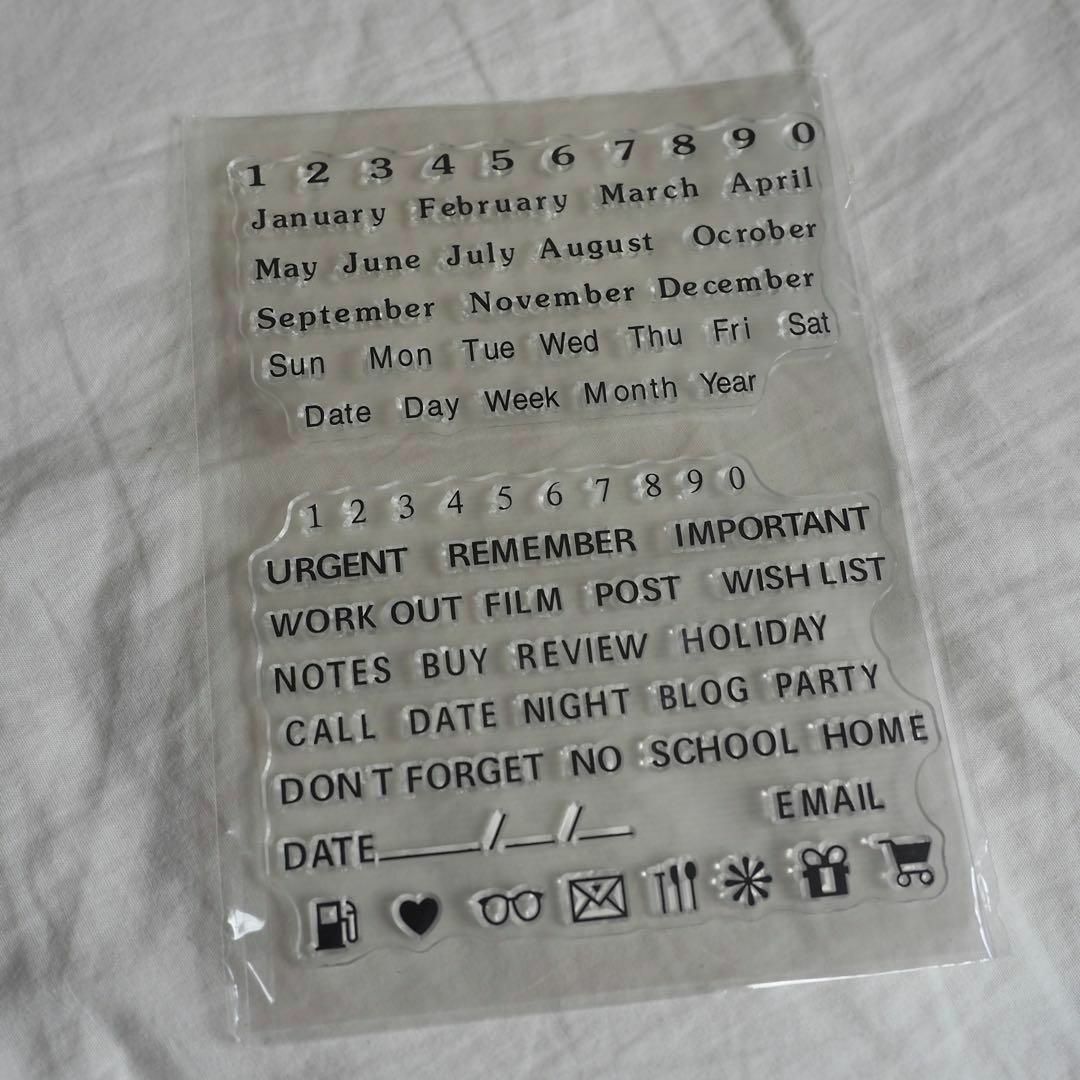 1 2 3 4 5 6 7 8 9 0
January February March April
May June July August Ocrober
September November December
Sun Mon Tue Wed Thu Fri Sat
Date Day Week Month Year
1 2 3 4 5 6 7 8 9 0
URGENT REMEMBER IMPORTANT
WORK OUT FILM POST WISH LIST
NOTES BUY REVIEW HOLIDAY
CALL DATE NIGHT BLOG PARTY
DON T FORGET NO SCHOOL HOME
EMAIL
DATE____/__/__